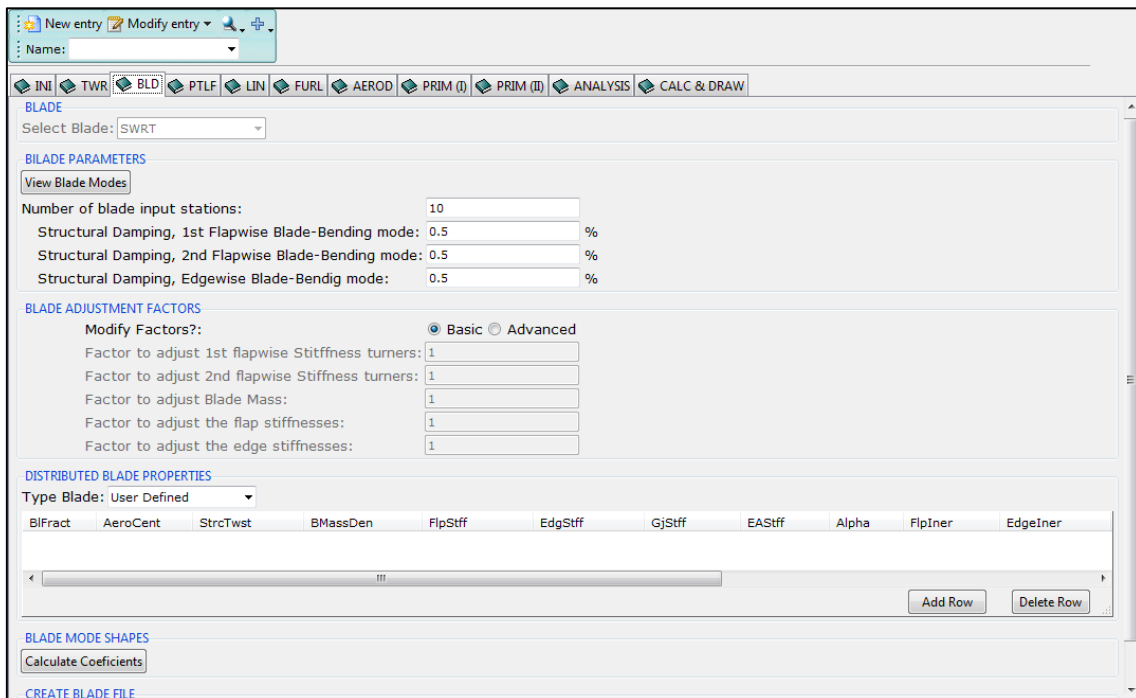 New entry Modify entry
Name:
INI TWR BLD PTLF LIN FURL AEROD PRIM (I) PRIM (II) ANALYSIS CALC & DRAW
BLADE
Select Blade: SWRT
BILADE PARAMETERS
View Blade Modes
Number of blade input stations: 10
Structural Damping, 1st Flapwise Blade-Bending mode: 0.5 %
Structural Damping, 2nd Flapwise Blade-Bending mode: 0.5 %
Structural Damping, Edgewise Blade-Bendig mode: 0.5 %
BLADE ADJUSTMENT FACTORS
Modify Factors?: Basic Advanced
Factor to adjust 1st flapwise Stitffness turners: 1
Factor to adjust 2nd flapwise Stiffness turners: 1
Factor to adjust Blade Mass: 1
Factor to adjust the flap stiffnesses: 1
Factor to adjust the edge stiffnesses: 1
DISTRIBUTED BLADE PROPERTIES
Type Blade: User Defined
BlFract AeroCent StrcTwst BMassDen FlpStff EdgStff GjStff EAStff Alpha FlpIner EdgeIner
Add Row Delete Row
BLADE MODE SHAPES
Calculate Coeficients
CREATE BLADE FILE